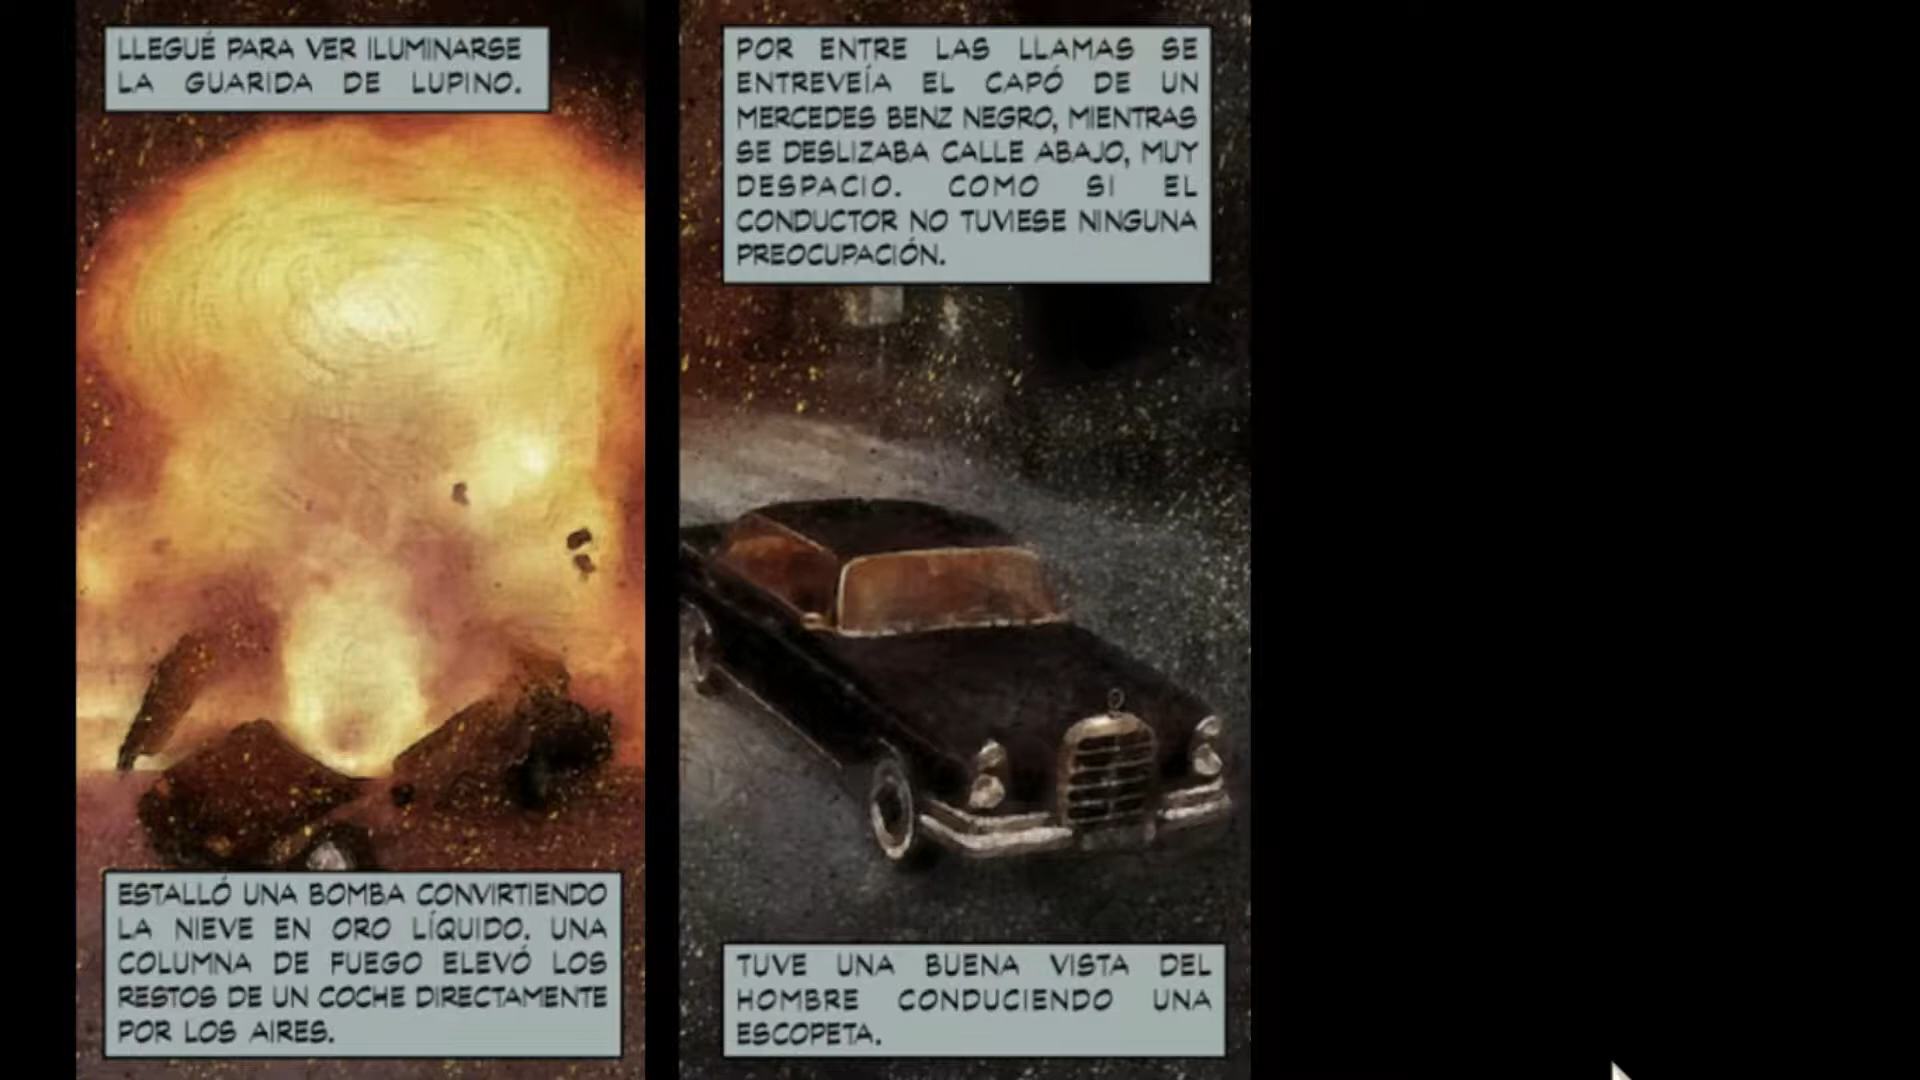 LLEGUÉ PARA VER ILUMINARSE
LA GUARIDA DE LUPINO.
ESTALLÓ UNA BOMBA CONVIRTIENDO
LA NIEVE EN ORO LÍQUIDO. UNA
COLUMNA DE FUEGO ELEVÓ LOS
RESTOS DE UN COCHE DIRECTAMENTE
POR LOS AIRES.
POR ENTRE LAS LLAMAS SE
ENTREVEÍA EL CAPÓ DE UN
MERCEDES BENZ NEGRO, MIENTRAS
SE DESLIZABA CALLE ABAJO, MUY
DESPACIO. COMO SI EL
CONDUCTOR NO TUVIESE NINGUNA
PREOCUPACIÓN.
TUVE UNA BUENA VISTA DEL
HOMBRE CONDUCIENDO UNA
ESCOPETA.